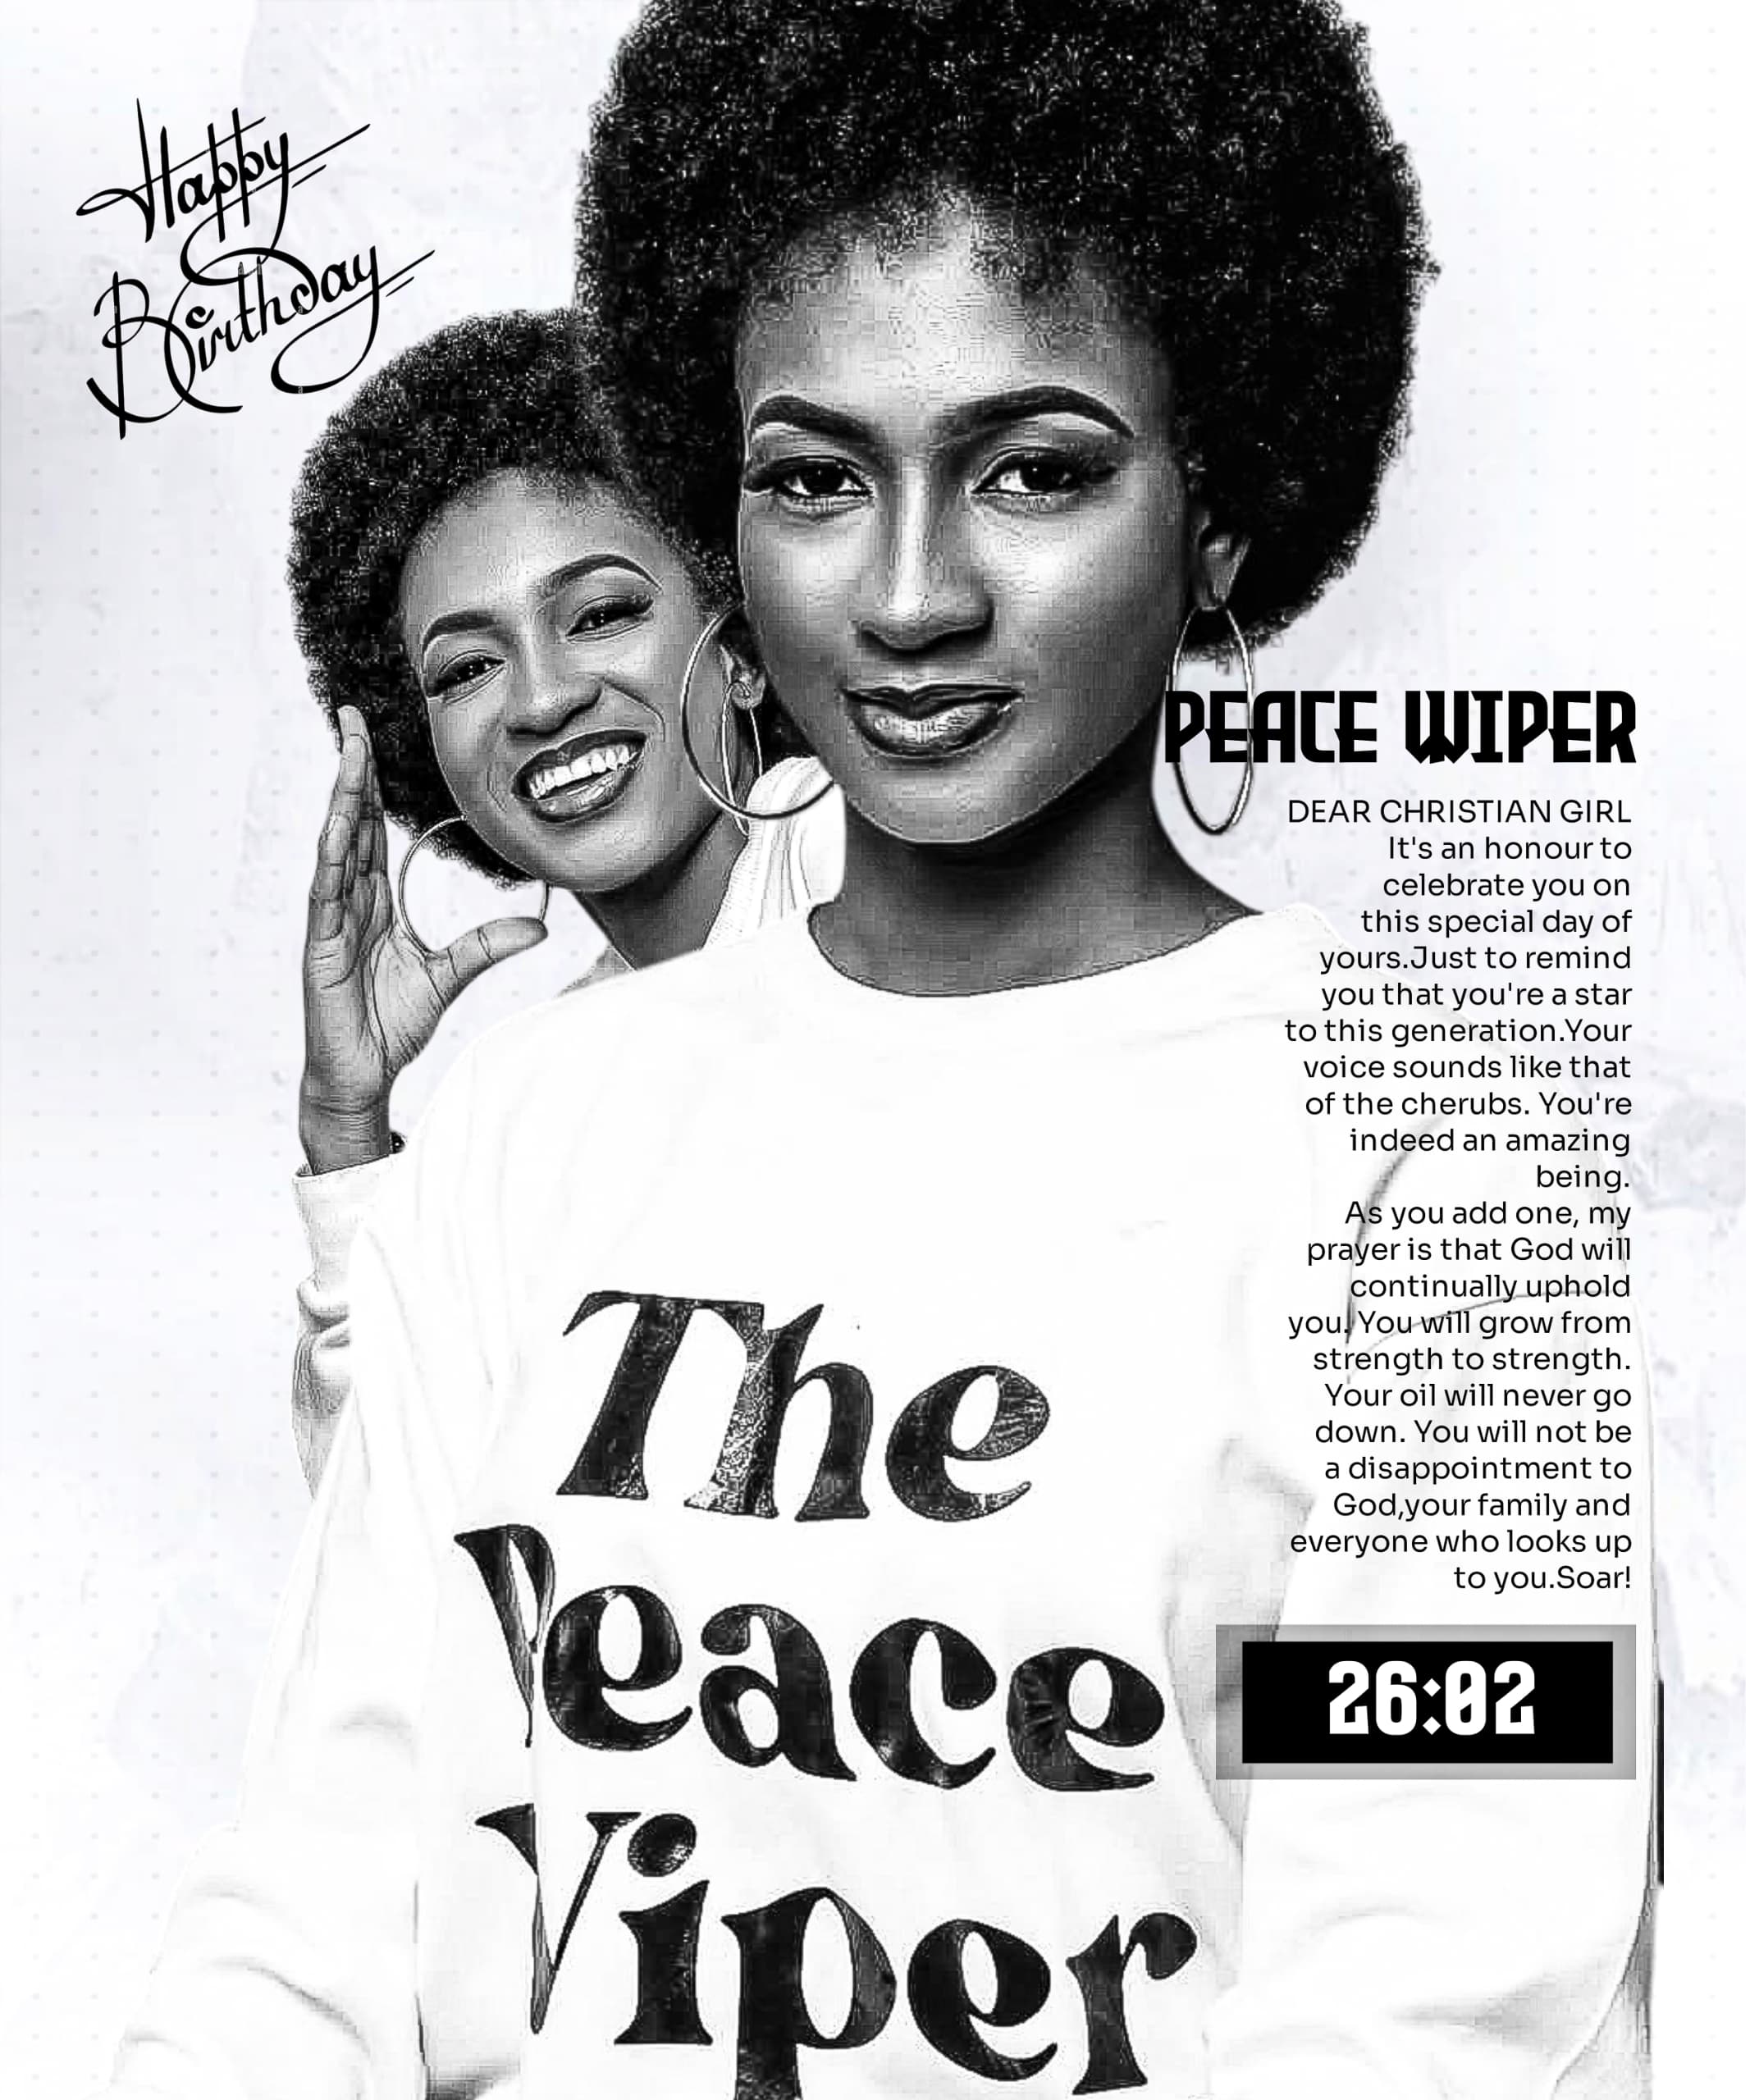 Happy
Birthday
PEACE WIPER
DEAR CHRISTIAN GIRL
It's an honour to
celebrate you on
this special day of
yours.Just to remind
you that you're a star
to this generation.Your
voice sounds like that
of the cherubs. You're
indeed an amazing
being.
As you add one, my
prayer is that God will
continually uphold
you. You will grow from
strength to strength.
Your oil will never go
down. You will not be
a disappointment to
God,your family and
everyone who looks up
to you.Soar!
26:02
The
Peace
Viper